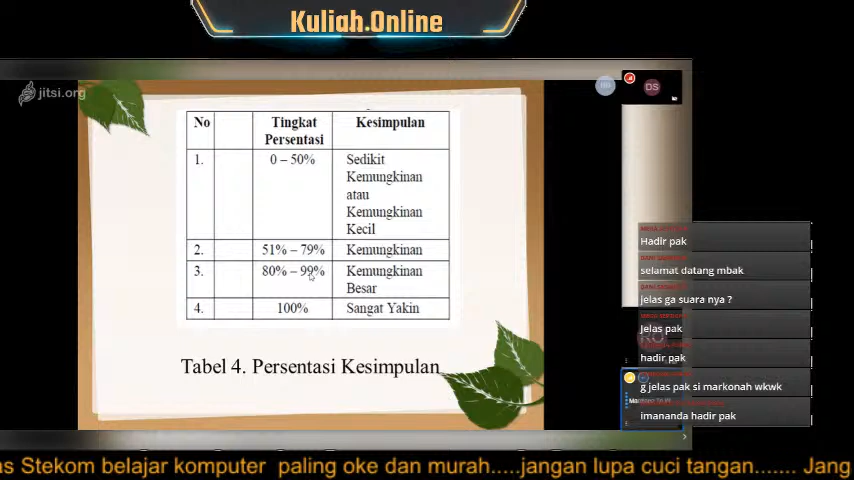 Kuliah.Online
jitsi.org
No Tingkat Persentasi Kesimpulan
1. 0 – 50% Sedikit Kemungkinan atau Kemungkinan Kecil
2. 51% – 79% Kemungkinan
3. 80% – 99% Kemungkinan Besar
4. 100% Sangat Yakin
Tabel 4. Persentasi Kesimpulan
DS
Hadir pak
selamat datang mbak
jelas ga suara nya ?
Jelas pak
hadir pak
g jelas pak si markonah wkwk
imananda hadir pak
as Stekom belajar komputer paling oke dan murah.....jangan lupa cuci tangan....... Jang